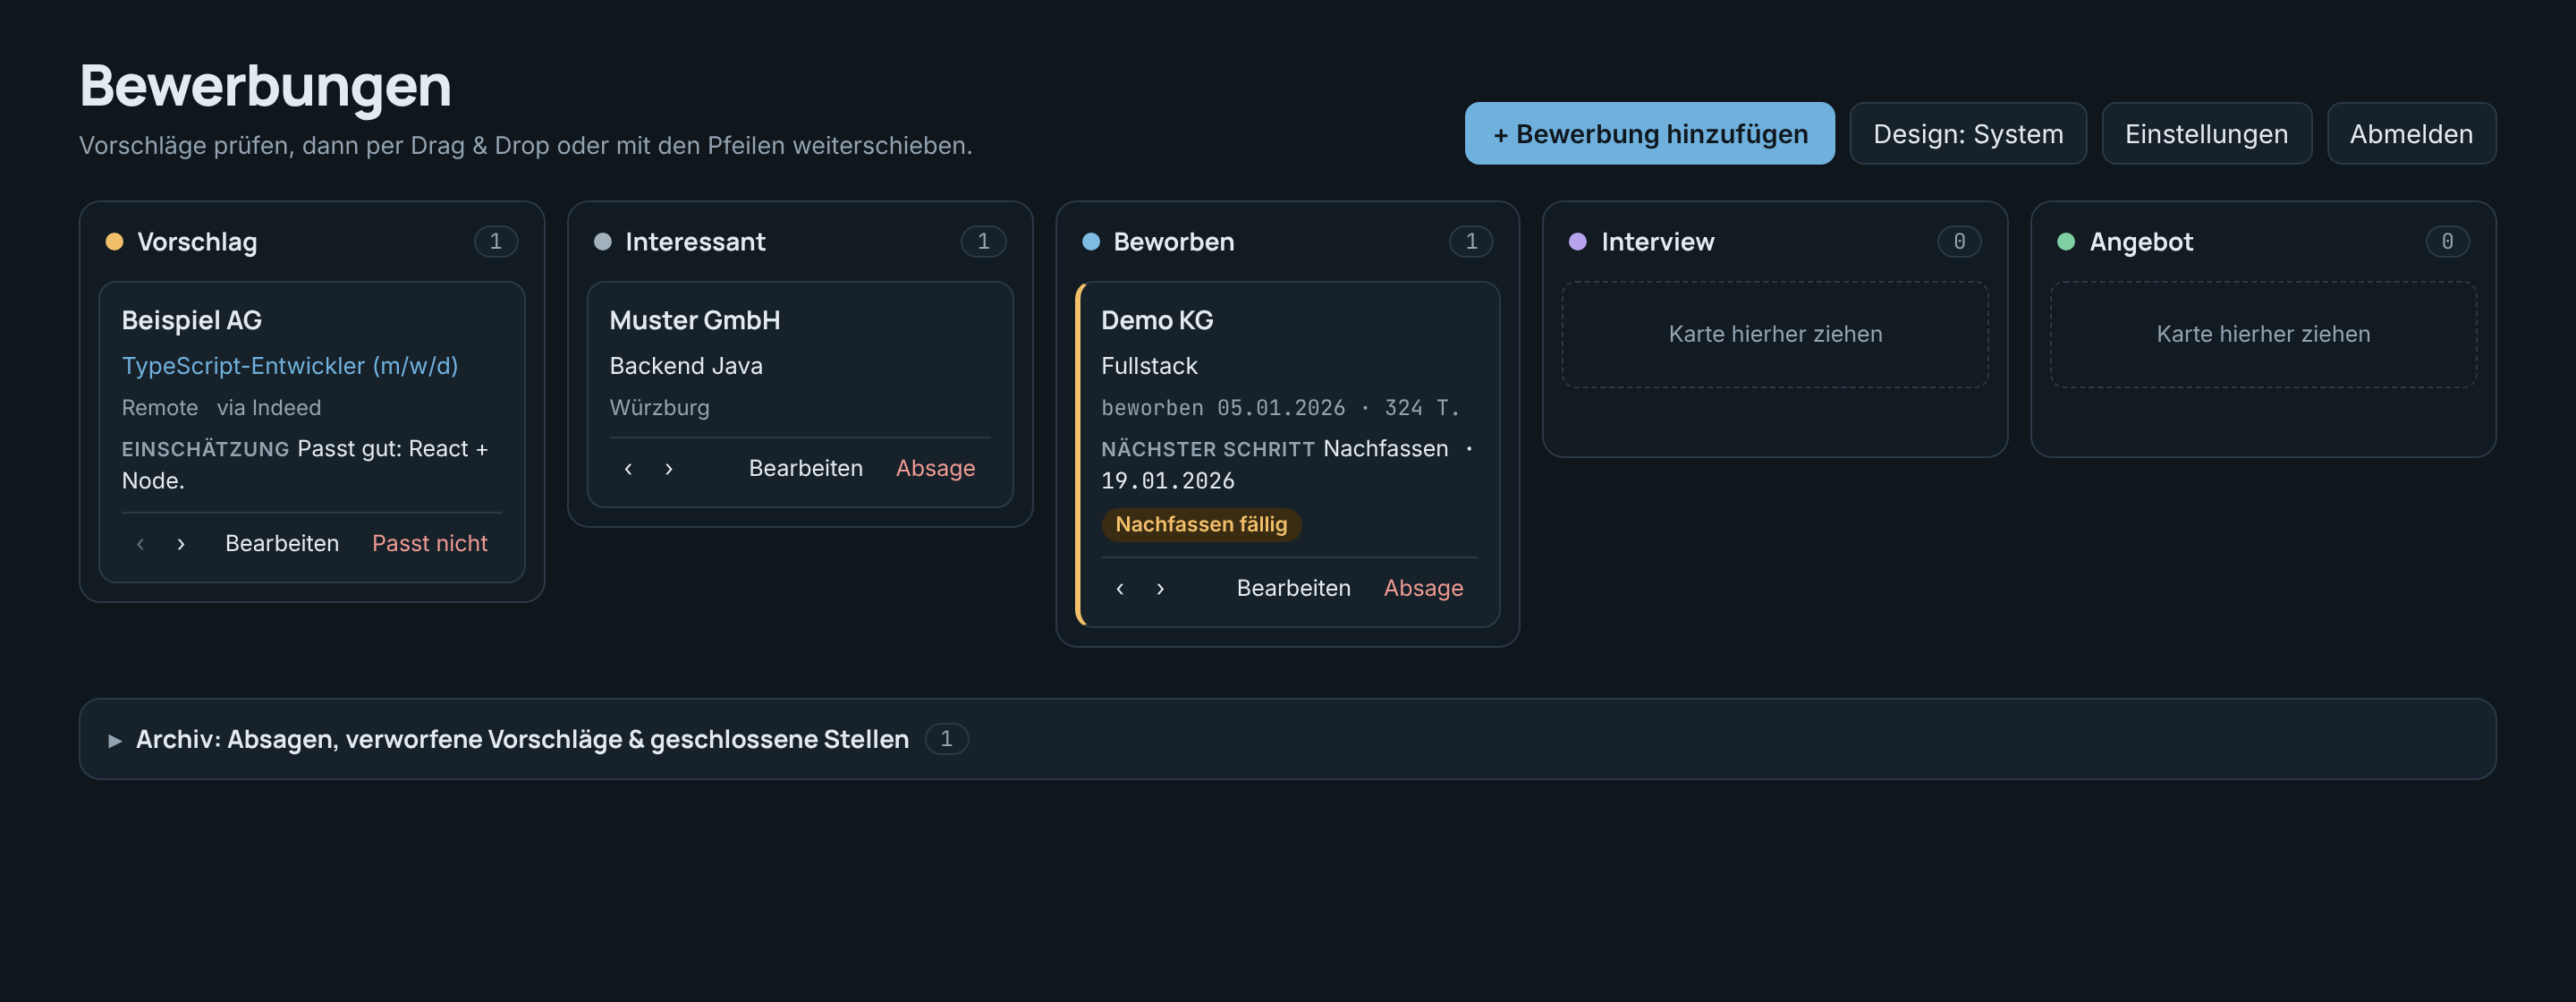 Bewerbungen
Vorschläge prüfen, dann per Drag & Drop oder mit den Pfeilen weiterschieben.
+ Bewerbung hinzufügen
Design: System
Einstellungen
Abmelden
Vorschlag 1
Beispiel AG
TypeScript-Entwickler (m/w/d)
Remote via Indeed
EINSCHÄTZUNG Passt gut: React +
Node.
‹ › Bearbeiten Passt nicht
Interessant 1
Muster GmbH
Backend Java
Würzburg
‹ › Bearbeiten Absage
Beworben 1
Demo KG
Fullstack
beworben 05.01.2026 · 324 T.
NÄCHSTER SCHRITT Nachfassen ·
19.01.2026
Nachfassen fällig
‹ › Bearbeiten Absage
Interview 0
Karte hierher ziehen
Angebot 0
Karte hierher ziehen
▸ Archiv: Absagen, verworfene Vorschläge & geschlossene Stellen 1